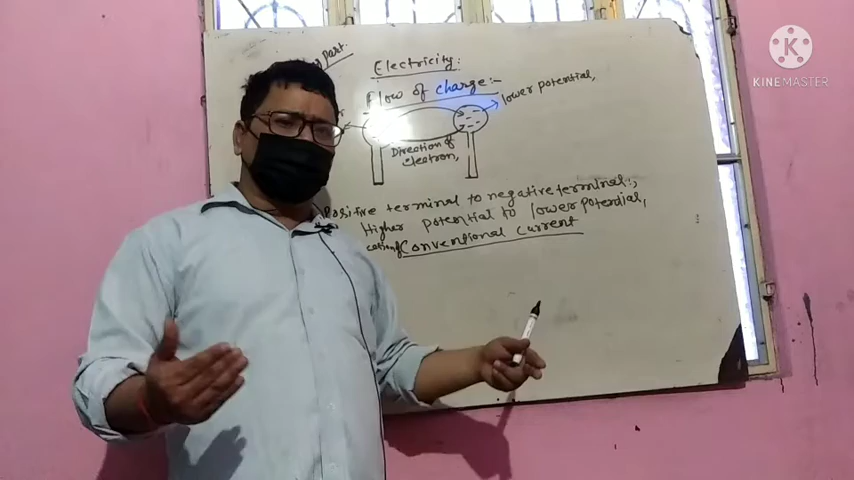 part
Electricity:
Flow of charge:-
lower potential,
Direction of
electron,
Positive terminal to negative terminal:,
Higher potential to lower potential,
Conventional current
K
KINEMASTER